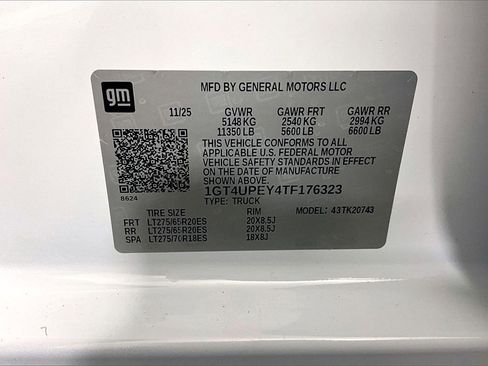 gm
MFD BY GENERAL MOTORS LLC
11/25 GVWR GAWR FRT GAWR RR
5148 KG 2540 KG 2994 KG
11350 LB 5600 LB 6600 LB
THIS VEHICLE CONFORMS TO ALL
APPLICABLE U.S. FEDERAL MOTOR
VEHICLE SAFETY STANDARDS IN EFFECT
ON THE DATE OF MANUFACTURE
SHOWN ABOVE.
1GT4UPEY4TF176323
8624
TYPE: TRUCK
TIRE SIZE RIM MODEL: 43TK20743
FRT LT275/65R20ES 20X8.5J
RR LT275/65R20ES 20X8.5J
SPA LT275/70R18ES 18X8J